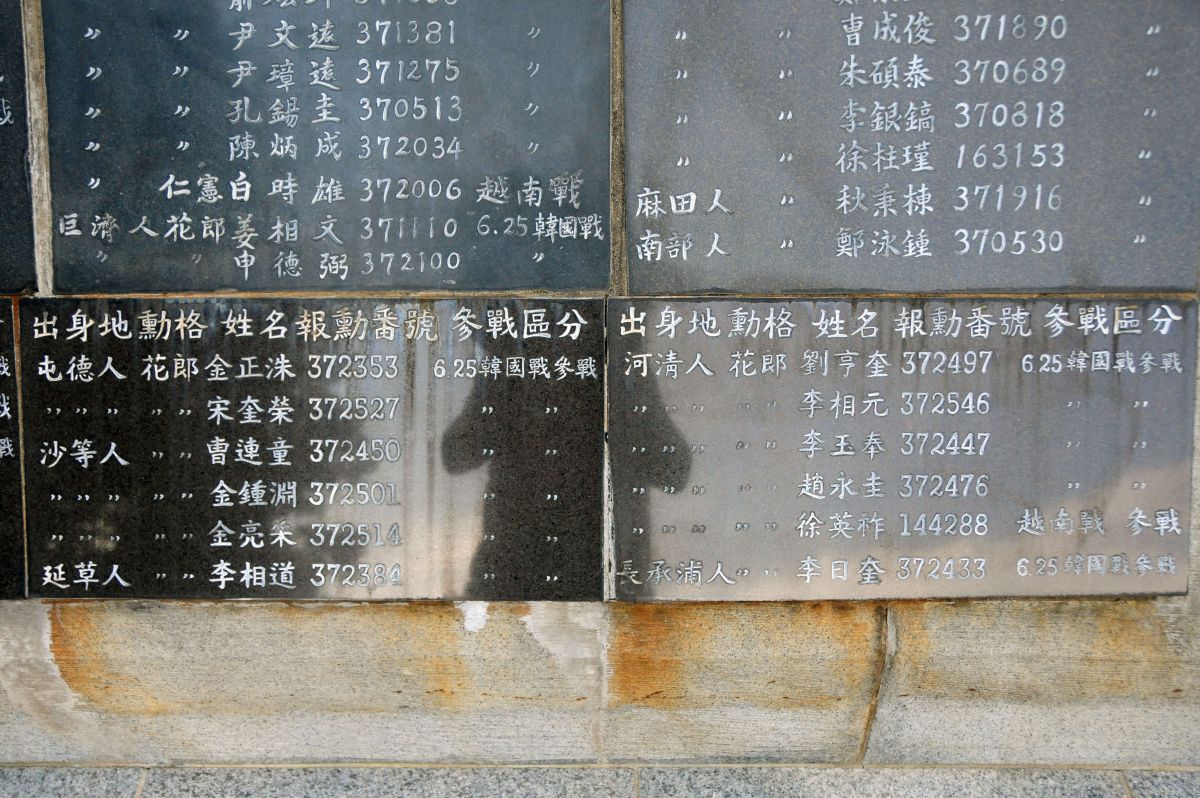 〃 〃 尹文遠 371381 〃
〃 〃 尹璋遠 371275 〃
〃 〃 孔錫圭 370513 〃
〃 〃 陳炳成 372034 〃
〃 仁憲 白時雄 372006 越南戰
巨濟人 花郎 姜相文 371110 6.25韓國戰
〃 〃 申德弼 372100 〃
〃 〃 曹成俊 371890 〃
〃 〃 朱碩泰 370689 〃
〃 〃 李銀鎬 370818 〃
〃 〃 徐柱瑾 163153 〃
麻田人 〃 秋秉棟 371916 〃
南部人 〃 鄭泳鍾 370530 〃
出身地 勳格 姓名 報勳番號 參戰區分
屯德人 花郎 金正洙 372353 6.25韓國戰參戰
〃 〃 〃 〃 〃 宋奎榮 372527 〃 〃
沙等人 〃 〃 曹連童 372450 〃 〃
〃 〃 〃 〃 〃 金鍾淵 372501 〃 〃
〃 〃 〃 〃 〃 金亮采 372514 〃 〃
延草人 〃 〃 李相道 372384 〃 〃
出身地 勳格 姓名 報勳番號 參戰區分
河淸人 花郎 劉亨奎 372497 6.25韓國戰參戰
〃 〃 〃 〃 〃 李相元 372546 〃 〃
〃 〃 〃 〃 〃 李玉奉 372447 〃 〃
〃 〃 〃 〃 〃 趙永圭 372476 〃 〃
〃 〃 〃 〃 〃 徐英祚 144288 越南戰 參戰
長承浦人 〃 〃 李日奎 372433 6.25韓國戰參戰